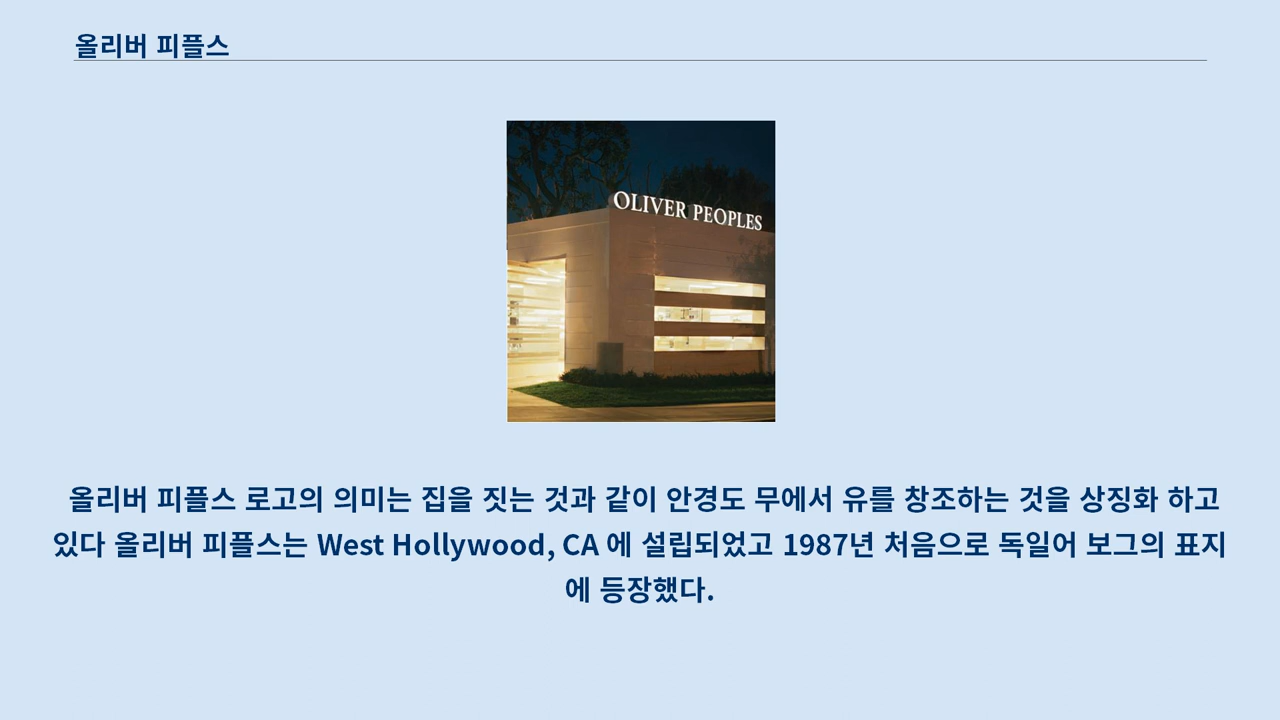 올리버 피플스
OLIVER PEOPLES
올리버 피플스 로고의 의미는 집을 짓는 것과 같이 안경도 무에서 유를 창조하는 것을 상징화 하고
있다 올리버 피플스는 West Hollywood, CA 에 설립되었고 1987년 처음으로 독일어 보그의 표지
에 등장했다.